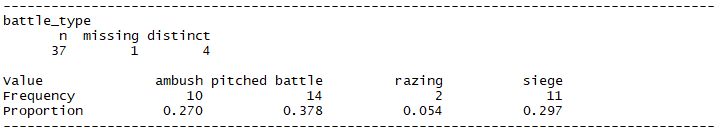 battle_type
n missing distinct
37 1 4
Value ambush pitched battle razing siege
Frequency 10 14 2 11
Proportion 0.270 0.378 0.054 0.297